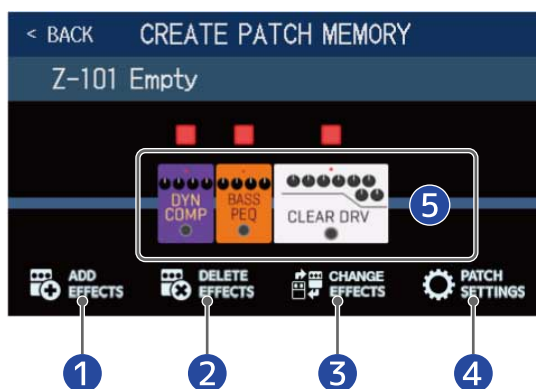 < BACK CREATE PATCH MEMORY
Z-101 Empty
DYN
COMP
BASS
PEQ
CLEAR DRV
5
ADD
EFFECTS
DELETE
EFFECTS
CHANGE
EFFECTS
PATCH
SETTINGS
1 2 3 4